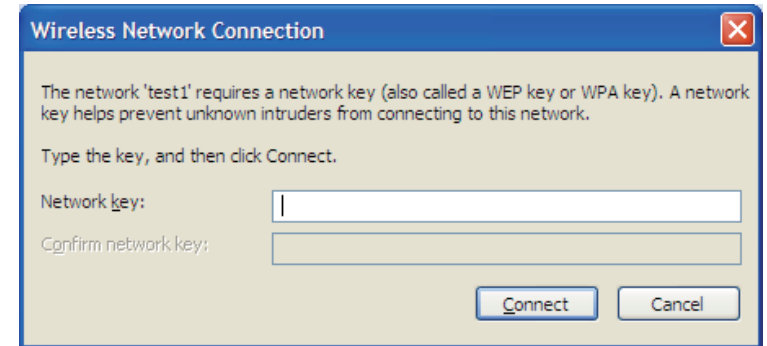 Wireless Network Connection
The network 'test1' requires a network key (also called a WEP key or WPA key). A network
key helps prevent unknown intruders from connecting to this network.
Type the key, and then click Connect.
Network key:
Confirm network key:
Connect Cancel